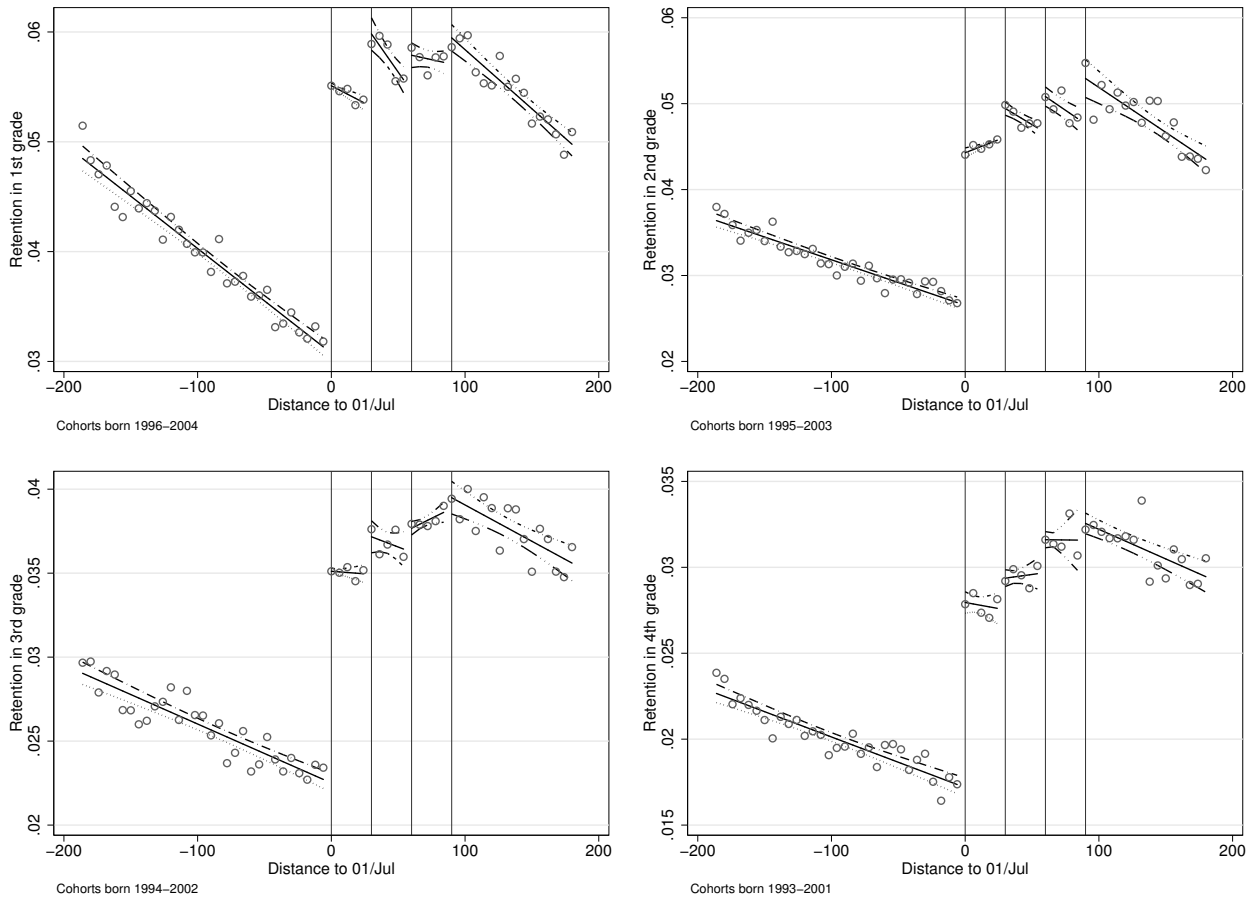 Retention in 1st grade
.03 .04 .05 .06
−200 −100 0 100 200
Distance to 01/Jul
Cohorts born 1996−2004
Retention in 2nd grade
.02 .03 .04 .05 .06
−200 −100 0 100 200
Distance to 01/Jul
Cohorts born 1995−2003
Retention in 3rd grade
.02 .025 .03 .035 .04
−200 −100 0 100 200
Distance to 01/Jul
Cohorts born 1994−2002
Retention in 4th grade
.015 .02 .025 .03 .035
−200 −100 0 100 200
Distance to 01/Jul
Cohorts born 1993−2001